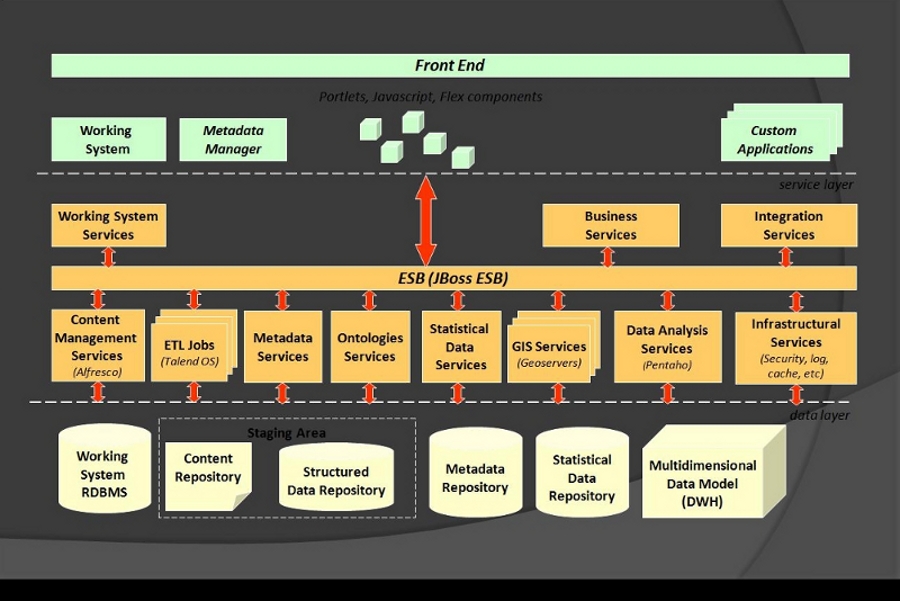 Front End
Portlets, Javascript, Flex components
Working
System
Metadata
Manager
Custom
Applications
service layer
Working System
Services
Business
Services
Integration
Services
ESB (JBoss ESB)
Content
Management
Services
(Alfresco)
ETL Jobs
(Talend OS)
Metadata
Services
Ontologies
Services
Statistical
Data
Services
GIS Services
(Geoservers)
Data Analysis
Services
(Pentaho)
Infrastructural
Services
(Security, log,
cache, etc)
data layer
Working
System
RDBMS
Staging Area
Content
Repository
Structured
Data Repository
Metadata
Repository
Statistical
Data
Repository
Multidimensional
Data Model
(DWH)